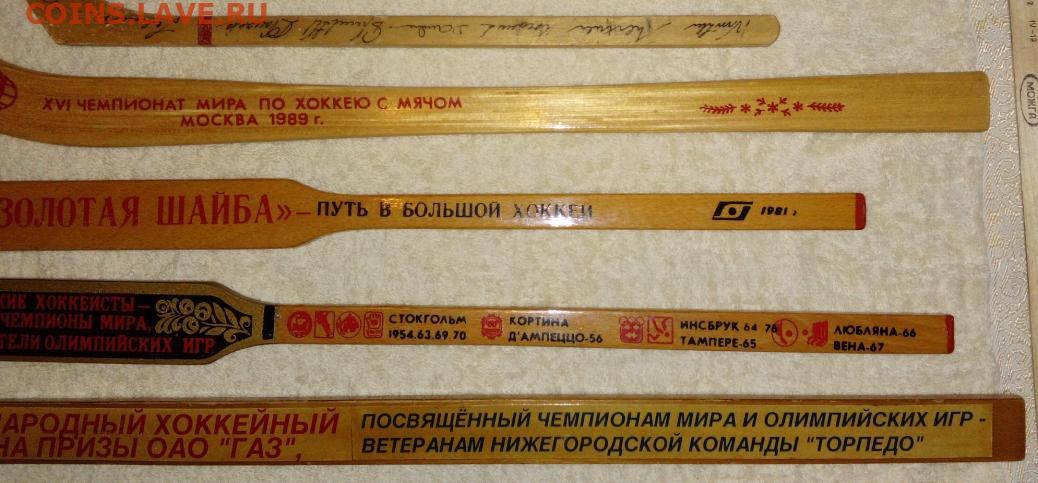 COINS.LAVE.RU
XVI ЧЕМПИОНАТ МИРА ПО ХОККЕЮ С МЯЧОМ
МОСКВА 1989 г.
МОЖГА
ЗОЛОТАЯ ШАЙБА» – ПУТЬ В БОЛЬШОЙ ХОККЕЙ 1981 г
КИЕ ХОККЕИСТЫ–
ЧЕМПИОНЫ МИРА,
ТЕЛИ ОЛИМПИЙСКИХ ИГР
СТОКГОЛЬМ
1954.63.69.70
КОРТИНА
Д'АМПЕЦЦО-56
ИНСБРУК 64 76
ТАМПЕРЕ-65
ЛЮБЛЯНА-66
ВЕНА-67
АРОДНЫЙ ХОККЕЙНЫЙ
НА ПРИЗЫ ОАО "ГАЗ",
ПОСВЯЩЁННЫЙ ЧЕМПИОНАМ МИРА И ОЛИМПИЙСКИХ ИГР -
ВЕТЕРАНАМ НИЖЕГОРОДСКОЙ КОМАНДЫ "ТОРПЕДО"